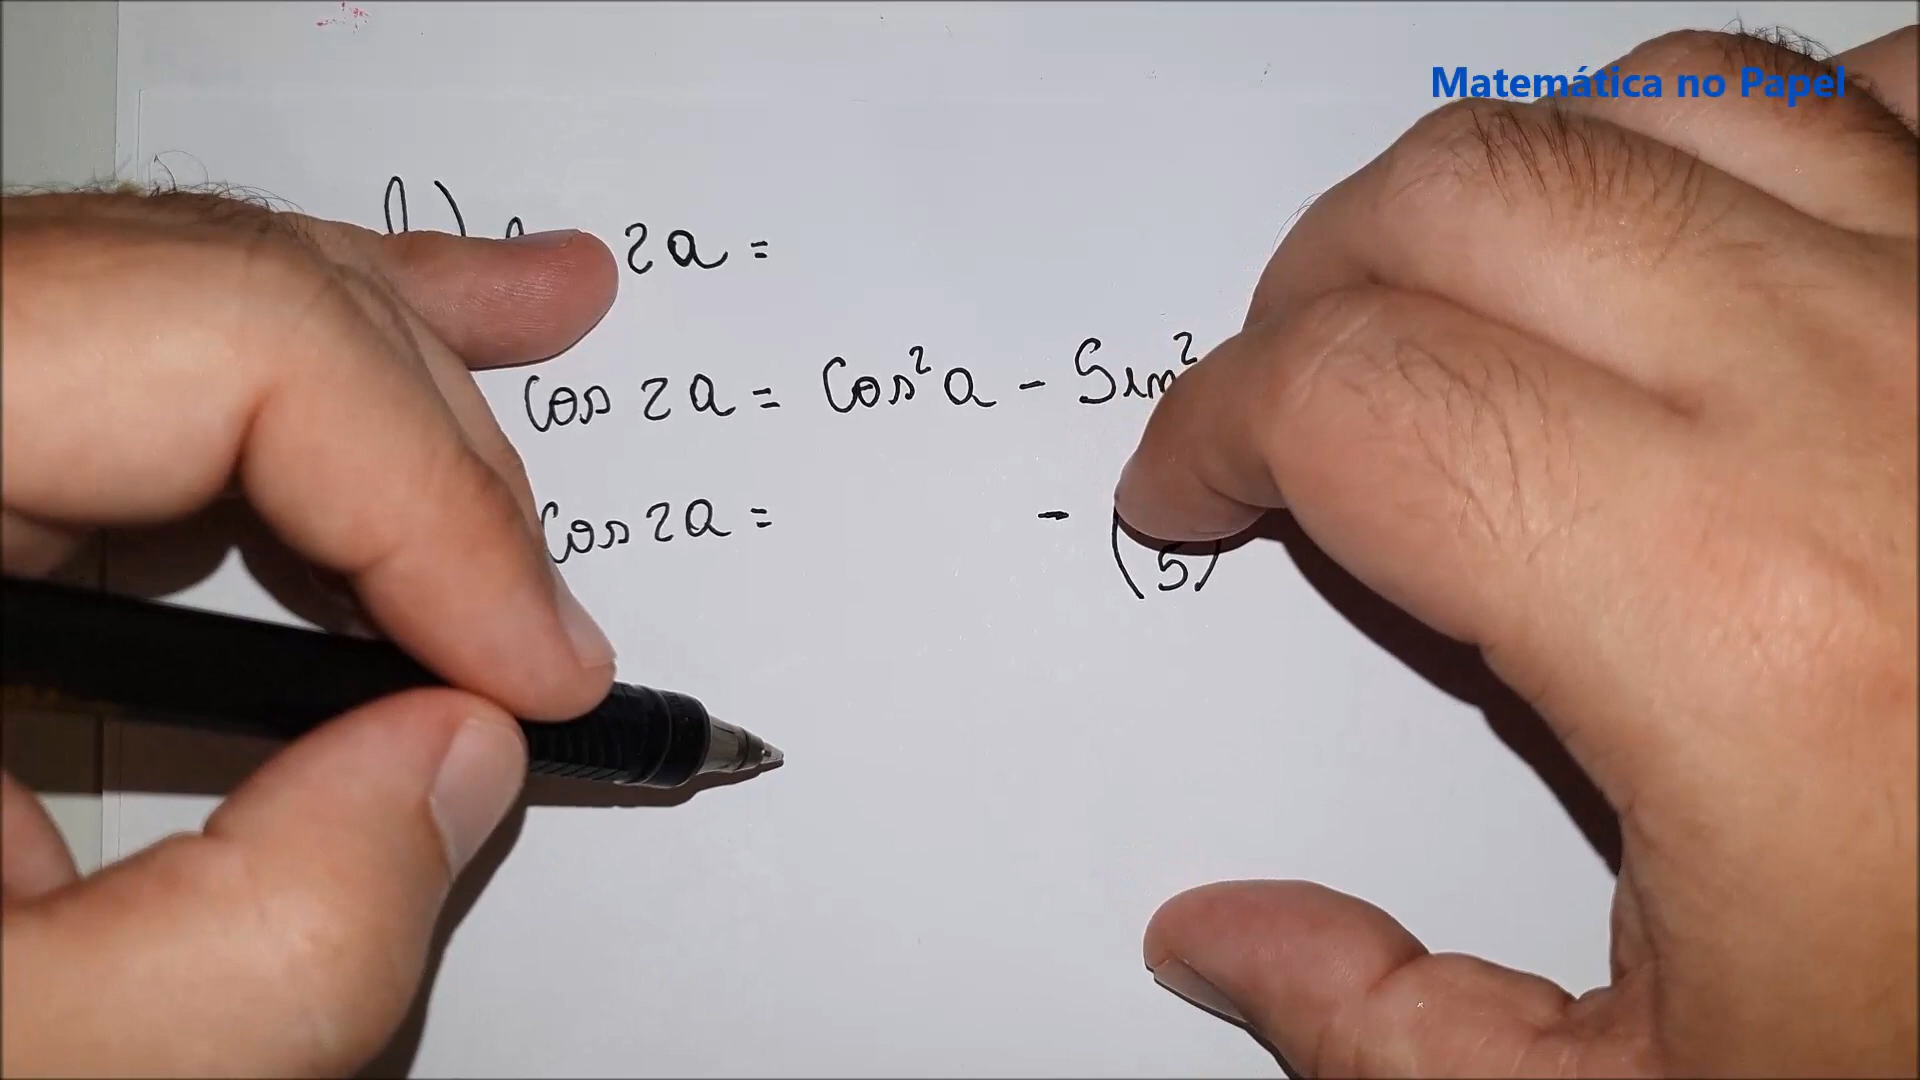 Matemática no Papel
b) 2a =
Cos 2a = Cos²a - Sin²
Cos 2a = - ( 5 )